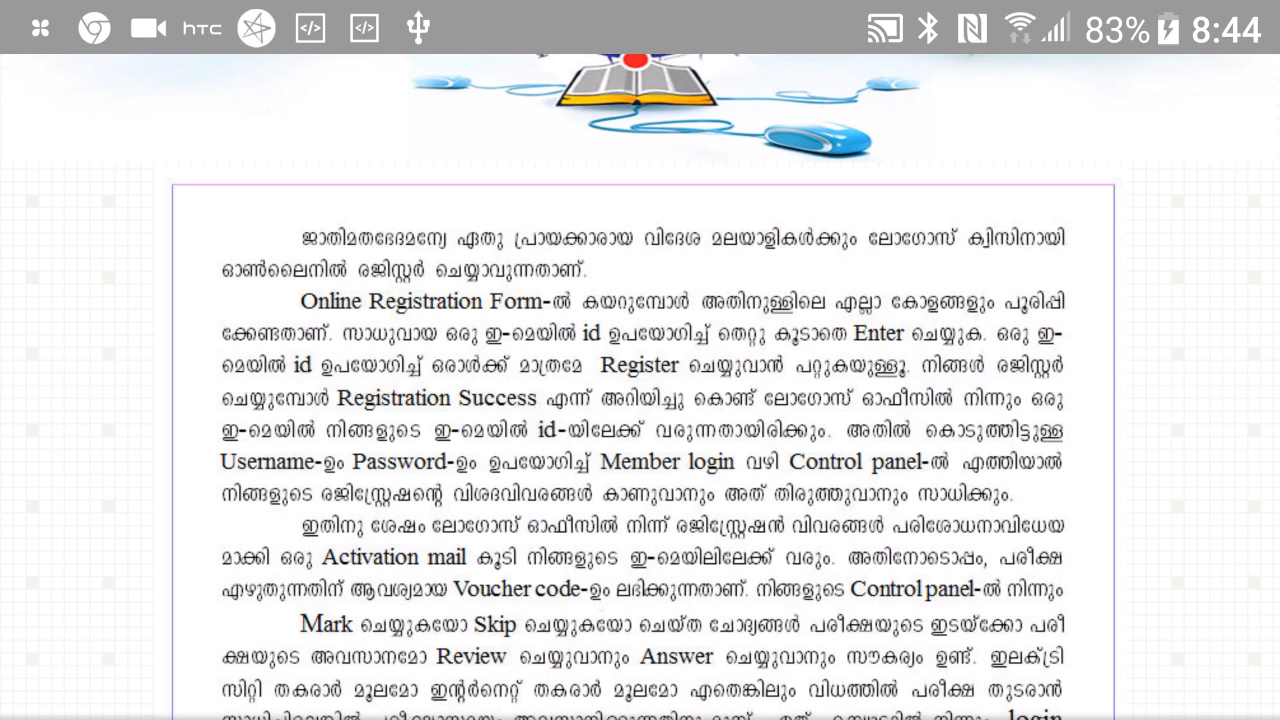 hTC 83% 8:44
ജാതിമതഭേദമന്യേ ഏതു പ്രായക്കാരായ വിദേശ മലയാളികൾക്കും ലോഗോസ് ക്വിസിനായി
ഓൺലൈനിൽ രജിസ്റ്റർ ചെയ്യാവുന്നതാണ്.
Online Registration Form-ൽ കയറുമ്പോൾ അതിനുള്ളിലെ എല്ലാ കോളങ്ങളും പൂരിപ്പി
ക്കേണ്ടതാണ്. സാധുവായ ഒരു ഇ-മെയിൽ id ഉപയോഗിച്ച് തെറ്റു കൂടാതെ Enter ചെയ്യുക. ഒരു ഇ-
മെയിൽ id ഉപയോഗിച്ച് ഒരാൾക്ക് മാത്രമേ Register ചെയ്യുവാൻ പറ്റുകയുള്ളൂ. നിങ്ങൾ രജിസ്റ്റർ
ചെയ്യുമ്പോൾ Registration Success എന്ന് അറിയിച്ചു കൊണ്ട് ലോഗോസ് ഓഫീസിൽ നിന്നും ഒരു
ഇ-മെയിൽ നിങ്ങളുടെ ഇ-മെയിൽ id-യിലേക്ക് വരുന്നതായിരിക്കും. അതിൽ കൊടുത്തിട്ടുള്ള
Username-ഉം Password-ഉം ഉപയോഗിച്ച് Member login വഴി Control panel-ൽ എത്തിയാൽ
നിങ്ങളുടെ രജിസ്ട്രേഷന്റെ വിശദവിവരങ്ങൾ കാണുവാനും അത് തിരുത്തുവാനും സാധിക്കും.
ഇതിനു ശേഷം ലോഗോസ് ഓഫീസിൽ നിന്ന് രജിസ്ട്രേഷൻ വിവരങ്ങൾ പരിശോധനാവിധേയ
മാക്കി ഒരു Activation mail കൂടി നിങ്ങളുടെ ഇ-മെയിലിലേക്ക് വരും. അതിനോടൊപ്പം, പരീക്ഷ
എഴുതുന്നതിന് ആവശ്യമായ Voucher code-ഉം ലഭിക്കുന്നതാണ്. നിങ്ങളുടെ Control panel-ൽ നിന്നും
Mark ചെയ്യുകയോ Skip ചെയ്യുകയോ ചെയ്ത ചോദ്യങ്ങൾ പരീക്ഷയുടെ ഇടയ്ക്കോ പരീ
ക്ഷയുടെ അവസാനമോ Review ചെയ്യുവാനും Answer ചെയ്യുവാനും സൗകര്യം ഉണ്ട്. ഇലക്ട്രി
സിറ്റി തകരാർ മൂലമോ ഇന്റർനെറ്റ് തകരാർ മൂലമോ ഏതെങ്കിലും വിധത്തിൽ പരീക്ഷ തുടരാൻ
login